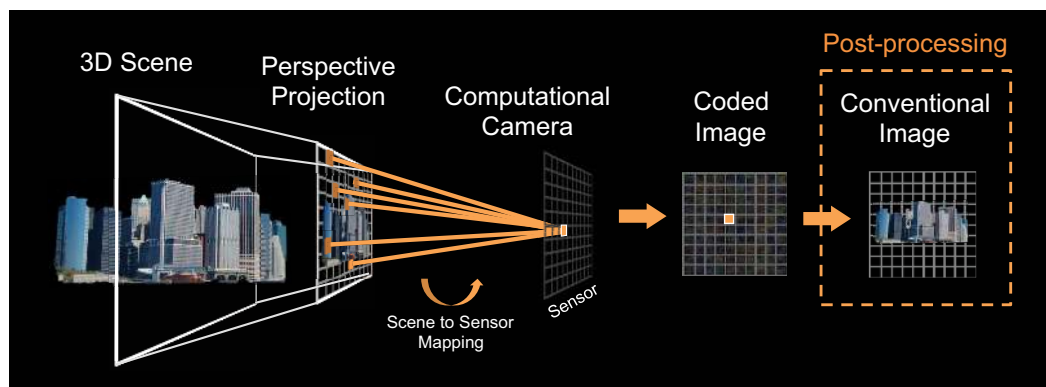 3D Scene
Perspective
Projection
Computational
Camera
Coded
Image
Post-processing
Conventional
Image
Scene to Sensor
Mapping
Sensor